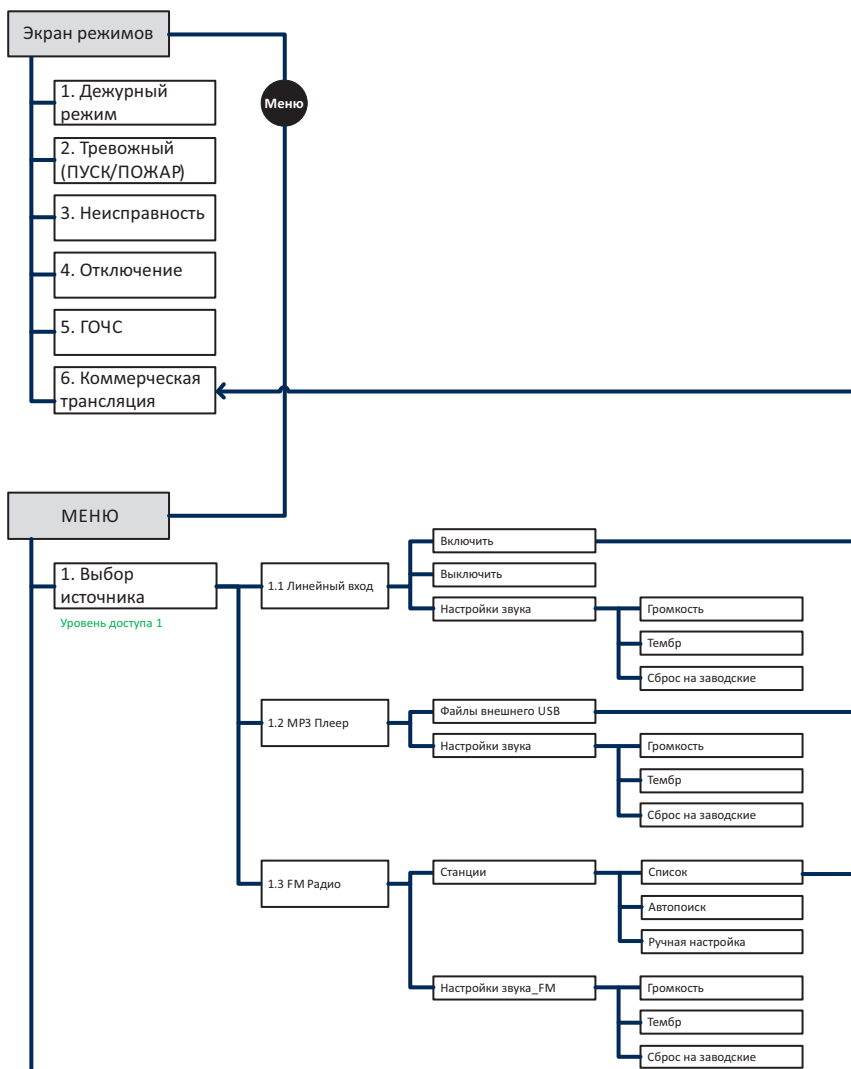 Экран режимов
Меню
1. Дежурный
режим
2. Тревожный
(ПУСК/ПОЖАР)
3. Неисправность
4. Отключение
5. ГОЧС
6. Коммерческая
трансляция
МЕНЮ
1. Выбор
источника
Уровень доступа 1
1.1 Линейный вход
Включить
Выключить
Настройки звука
Громкость
Тембр
Сброс на заводские
1.2 MP3 Плеер
Файлы внешнего USB
Настройки звука
Громкость
Тембр
Сброс на заводские
1.3 FM Радио
Станции
Список
Автопоиск
Ручная настройка
Настройки звука_FM
Громкость
Тембр
Сброс на заводские